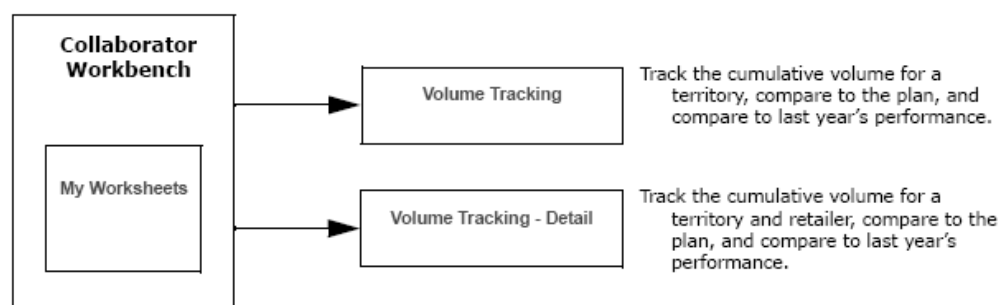 Collaborator
Workbench
My Worksheets
Volume Tracking
Track the cumulative volume for a
territory, compare to the plan, and
compare to last year’s performance.
Volume Tracking - Detail
Track the cumulative volume for a
territory and retailer, compare to the
plan, and compare to last year’s
performance.